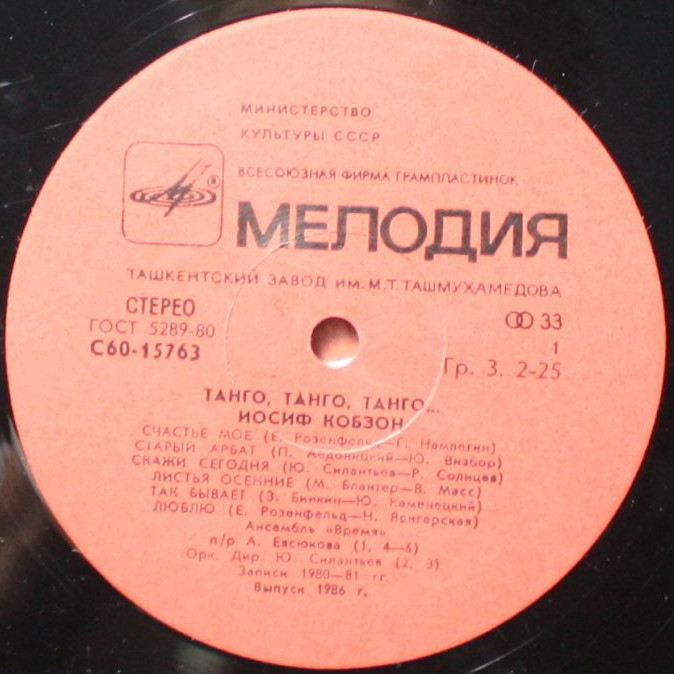 МИНИСТЕРСТВО
КУЛЬТУРЫ СССР
ВСЕСОЮЗНАЯ ФИРМА ГРАМПЛАСТИНОК
®
МЕЛОДИЯ
ТАШКЕНТСКИЙ ЗАВОД ИМ. М.Т.ТАШМУХАМЕДОВА
СТЕРЕО
ГОСТ 5289-80
С60-15763
33
1
Гр. 3. 2-25
ТАНГО, ТАНГО, ТАНГО...
ИОСИФ КОБЗОН
СЧАСТЬЕ МОЕ (Е. Розенфельд—Г. Намлегин)
СТАРЫЙ АРБАТ (П. Аедоницкий—Ю. Визбор)
СКАЖИ СЕГОДНЯ (Ю. Силантьев—Р. Солнцев)
ЛИСТЬЯ ОСЕННИЕ (М. Блантер—В. Масс)
ТАК БЫВАЕТ (З. Бинкин—Ю. Каменецкий)
ЛЮБЛЮ (Е. Розенфельд—Н. Венгерская)
Ансамбль «Время»
п/р А. Евсюкова (1, 4—6)
Орк. Дир. Ю. Силантьев (2, 3)
Записи 1980—81 гг.
Выпуск 1986 г.